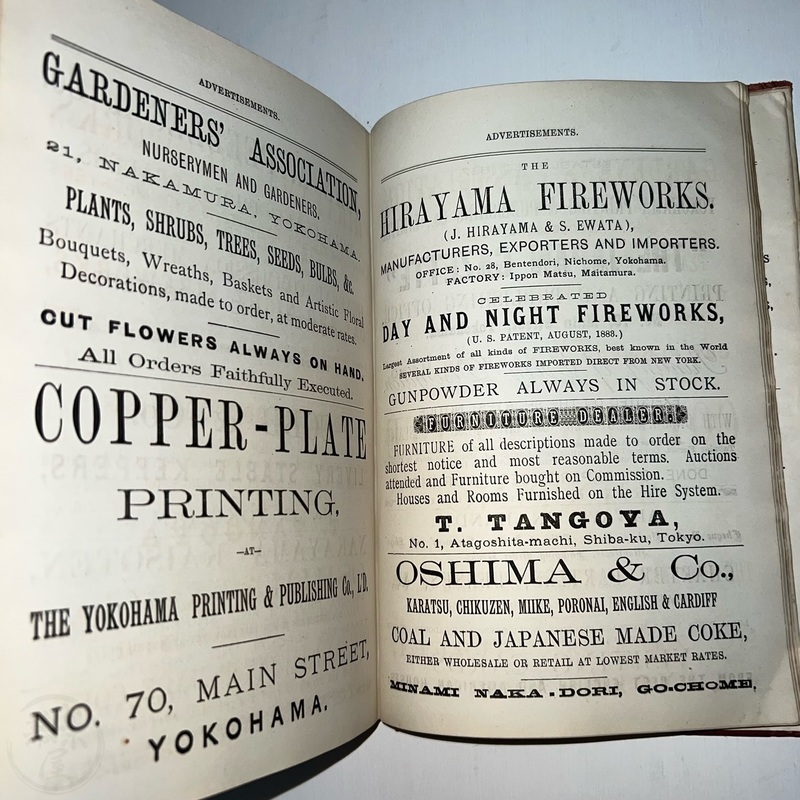 ADVERTISEMENTS.
GARDENERS' ASSOCIATION,
NURSERYMEN AND GARDENERS,
21, NAKAMURA, YOKOHAMA.
PLANTS, SHRUBS, TREES, SEEDS, BULBS, &c.
Bouquets, Wreaths, Baskets and Artistic Floral
Decorations, made to order, at moderate rates.
CUT FLOWERS ALWAYS ON HAND,
All Orders Faithfully Executed.
COPPER-PLATE
PRINTING,
—AT—
THE YOKOHAMA PRINTING & PUBLISHING Co., L'D,
NO. 70, MAIN STREET,
YOKOHAMA.
ADVERTISEMENTS.
THE
HIRAYAMA FIREWORKS.
(J. HIRAYAMA & S. EWATA),
MANUFACTURERS, EXPORTERS AND IMPORTERS.
OFFICE: No. 28, Bentendori, Nichome, Yokohama.
FACTORY: Ippon Matsu, Maitamura.
CELEBRATED
DAY AND NIGHT FIREWORKS,
(U. S. PATENT, AUGUST, 1883.)
Largest Assortment of all kinds of FIREWORKS, best known in the World
SEVERAL KINDS OF FIREWORKS IMPORTED DIRECT FROM NEW YORK.
GUNPOWDER ALWAYS IN STOCK.
FURNITURE DEALER.
FURNITURE of all descriptions made to order on the
shortest notice and most reasonable terms. Auctions
attended and Furniture bought on Commission.
Houses and Rooms Furnished on the Hire System.
T. TANGOYA,
No. 1, Atagoshita-machi, Shiba-ku, Tokyo.
OSHIMA & Co.,
KARATSU, CHIKUZEN, MIIKE, PORONAI, ENGLISH & CARDIFF
COAL AND JAPANESE MADE COKE,
EITHER WHOLESALE OR RETAIL AT LOWEST MARKET RATES.
MINAMI NAKA-DORI, GO-CHOME,